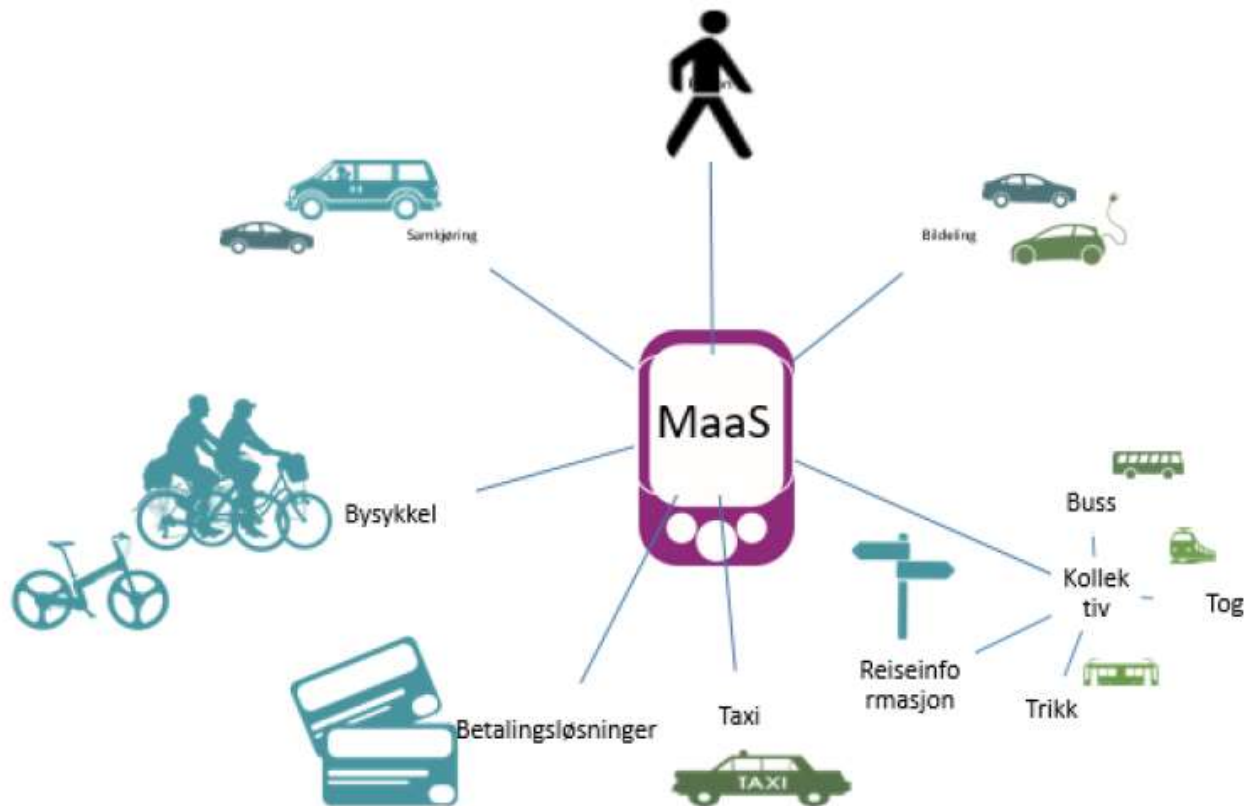 Samkjøring
Bildeling
MaaS
Bysykkel
Buss
Kollek
tiv
Tog
Reiseinfo
rmasjon
Trikk
Betalingsløsninger
Taxi
TAXI